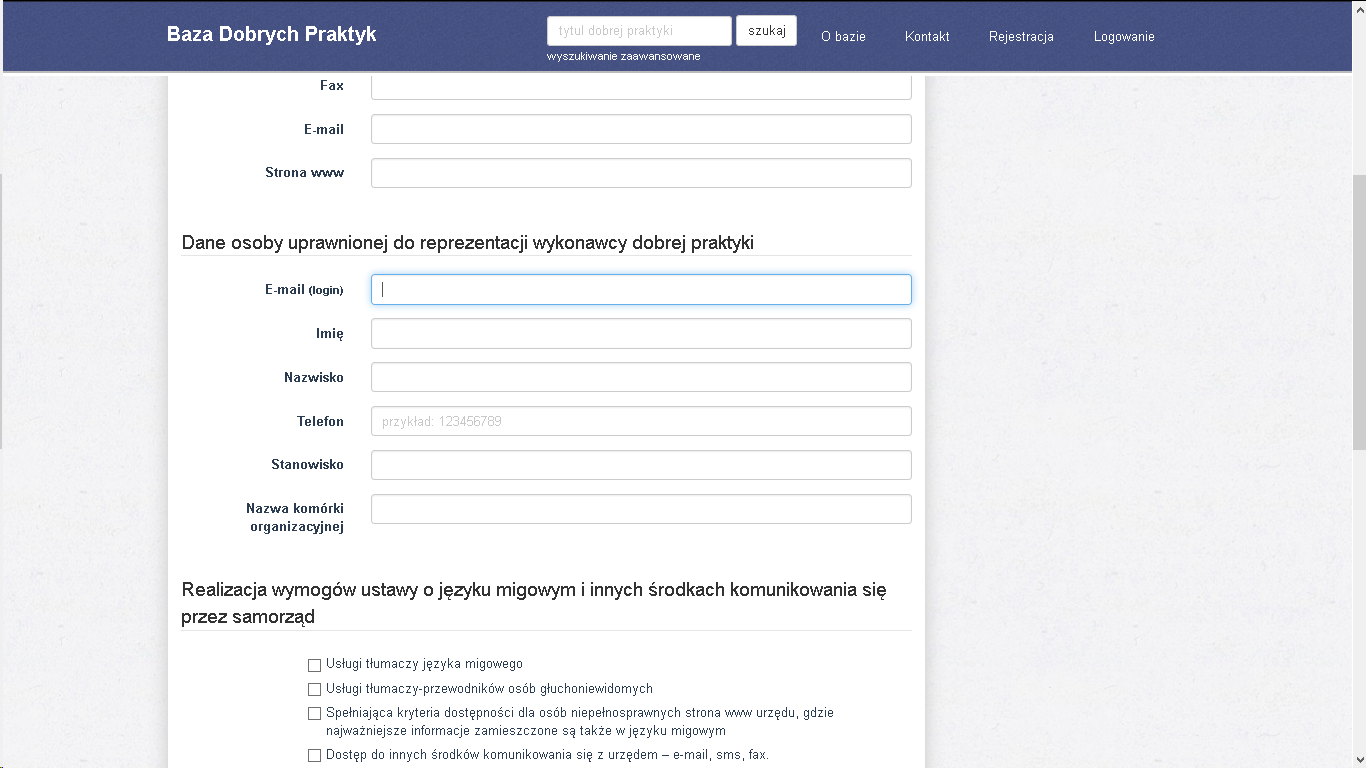 Baza Dobrych Praktyk
tytuł dobrej praktyki
szukaj
O bazie
Kontakt
Rejestracja
Logowanie
wyszukiwanie zaawansowane
Fax
E-mail
Strona www
Dane osoby uprawnionej do reprezentacji wykonawcy dobrej praktyki
E-mail (login)
Imię
Nazwisko
Telefon
przykład: 123456789
Stanowisko
Nazwa komórki
organizacyjnej
Realizacja wymogów ustawy o języku migowym i innych środkach komunikowania się
przez samorząd
Usługi tłumaczy języka migowego
Usługi tłumaczy-przewodników osób głuchoniewidomych
Spełniająca kryteria dostępności dla osób niepełnosprawnych strona www urzędu, gdzie
najważniejsze informacje zamieszczone są także w języku migowym
Dostęp do innych środków komunikowania się z urzędem – e-mail, sms, fax.